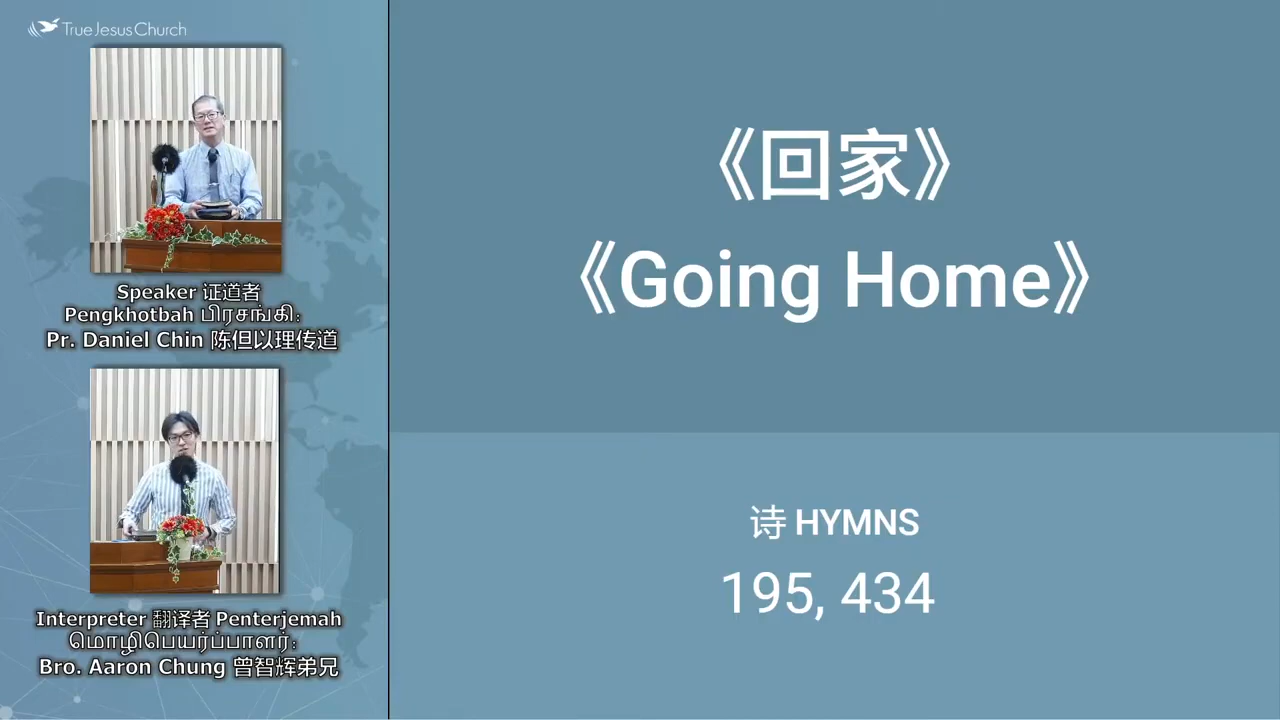 True Jesus Church
Speaker 证道者
Pengkhotbah பிரசங்கி:
Pr. Daniel Chin 陈但以理传道
Interpreter 翻译者 Penterjemah
மொழிபெயர்ப்பாளர்:
Bro. Aaron Chung 曾智辉弟兄
《回家》
《Going Home》
诗 HYMNS
195, 434